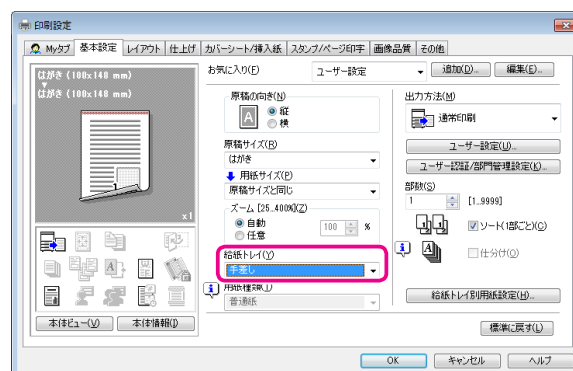 印刷設定
Myタブ 基本設定 レイアウト 仕上げ カバーシート/挿入紙 スタンプ/ページ印字 画像品質 その他
はがき (100x148 mm)
はがき (100x148 mm)
x1
本体ビュー(V) 本体情報(I)
お気に入り(F) ユーザー設定 追加(D)... 編集(E)...
原稿の向き(N)
A
縦
横
原稿サイズ(R)
はがき
用紙サイズ(P)
原稿サイズと同じ
ズーム [25..400%](Z)
自動
任意
100 %
給紙トレイ(Y)
手差し
用紙種類(J)
普通紙
出力方法(M)
通常印刷
ユーザー設定(U)...
ユーザー認証/部門管理設定(K)...
部数(S)
1 [1..9999]
ソート(1部ごと)(C)
仕分け(O)
給紙トレイ別用紙設定(H)...
標準に戻す(L)
OK キャンセル ヘルプ